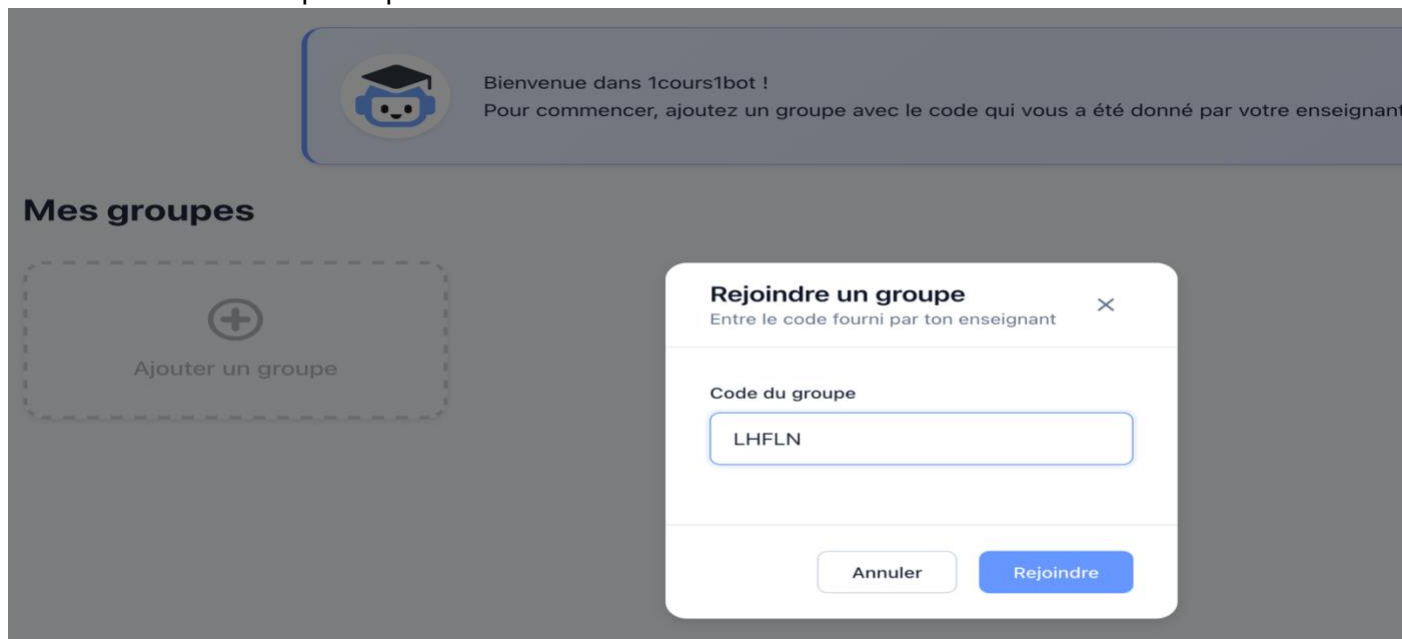 Bienvenue dans 1cours1bot !
Pour commencer, ajoutez un groupe avec le code qui vous a été donné par votre enseignant
Mes groupes
Ajouter un groupe
Rejoindre un groupe
Entre le code fourni par ton enseignant
Code du groupe
LHFLN
Annuler
Rejoindre